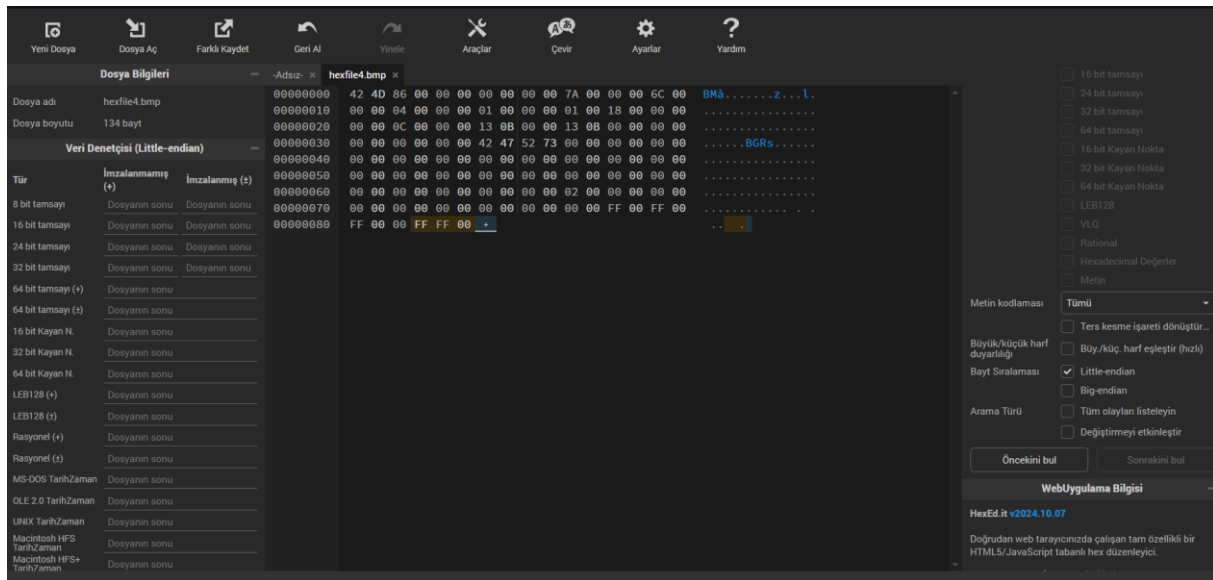 Yeni Dosya
Dosya Aç
Farklı Kaydet
Geri Al
Yinele
Araçlar
Çevir
Ayarlar
Yardım
Dosya Bilgileri
Dosya adı hexfile4.bmp
Dosya boyutu 134 bayt
Veri Denetçisi (Little-endian)
Tür İmzalanmamış (+) İmzalanmış (±)
8 bit tamsayı Dosyanın sonu Dosyanın sonu
16 bit tamsayı Dosyanın sonu Dosyanın sonu
24 bit tamsayı Dosyanın sonu Dosyanın sonu
32 bit tamsayı Dosyanın sonu Dosyanın sonu
64 bit tamsayı (+) Dosyanın sonu
64 bit tamsayı (±) Dosyanın sonu
16 bit Kayan N. Dosyanın sonu
32 bit Kayan N. Dosyanın sonu
64 bit Kayan N. Dosyanın sonu
LEB128 (+) Dosyanın sonu
LEB128 (±) Dosyanın sonu
Rasyonel (+) Dosyanın sonu
Rasyonel (±) Dosyanın sonu
MS-DOS TarihZaman Dosyanın sonu
OLE 2.0 TarihZaman Dosyanın sonu
UNIX TarihZaman Dosyanın sonu
Macintosh HFS TarihZaman Dosyanın sonu
Macintosh HFS+ TarihZaman Dosyanın sonu
-Adsız- × hexfile4.bmp ×
00000000 42 4D 86 00 00 00 00 00 00 00 7A 00 00 00 6C 00 BMå.......z...l.
00000010 00 00 04 00 00 00 01 00 00 00 01 00 18 00 00 00 ................
00000020 00 00 0C 00 00 00 13 0B 00 00 13 0B 00 00 00 00 ................
00000030 00 00 00 00 00 00 42 47 52 73 00 00 00 00 00 00 ......BGRs......
00000040 00 00 00 00 00 00 00 00 00 00 00 00 00 00 00 00 ................
00000050 00 00 00 00 00 00 00 00 00 00 00 00 00 00 00 00 ................
00000060 00 00 00 00 00 00 00 00 00 00 02 00 00 00 00 00 ................
00000070 00 00 00 00 00 00 00 00 00 00 00 00 FF 00 FF 00 ............ . .
00000080 FF 00 00 FF FF 00 + .. .
16 bit tamsayı
24 bit tamsayı
32 bit tamsayı
64 bit tamsayı
16 bit Kayan Nokta
32 bit Kayan Nokta
64 bit Kayan Nokta
LEB128
VLQ
Rational
Hexadecimal Değerler
Metin
Metin kodlaması Tümü
Ters kesme işareti dönüştür...
Büyük/küçük harf duyarlılığı Büy./küç. harf eşleştir (hızlı)
Bayt Sıralaması Little-endian
Big-endian
Arama Türü Tüm olayları listeleyin
Değiştirmeyi etkinleştir
Öncekini bul Sonrakini bul
WebUygulama Bilgisi
HexEd.it v2024.10.07
Doğrudan web tarayıcınızda çalışan tam özellikli bir
HTML5/JavaScript tabanlı hex düzenleyici.